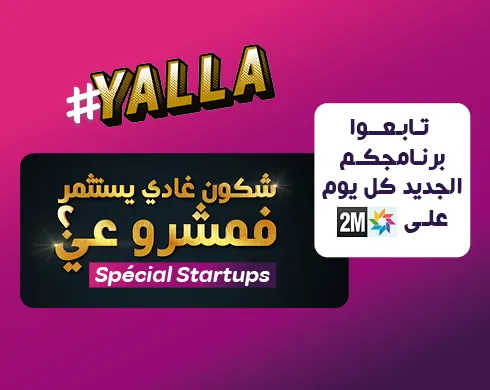 #YALLA
شكون غادي يستثمر
فمشروعي؟
Spécial Startups
تابعوا
برنامجكم
الجديد كل يوم
على 2M